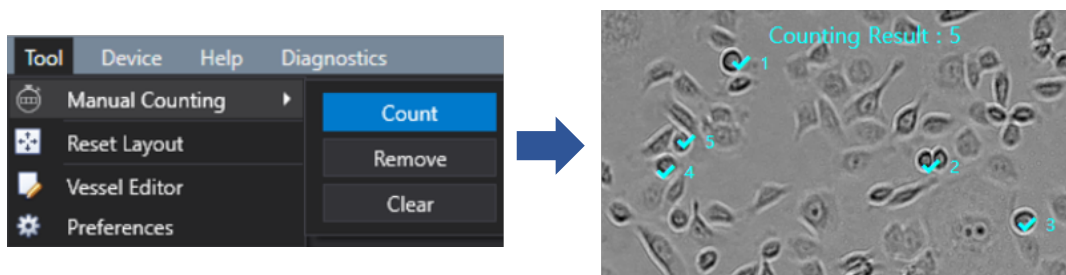 Tool Device Help Diagnostics
Manual Counting
Reset Layout
Vessel Editor
Preferences
Count
Remove
Clear
Counting Result : 5
1
5
2
4
3